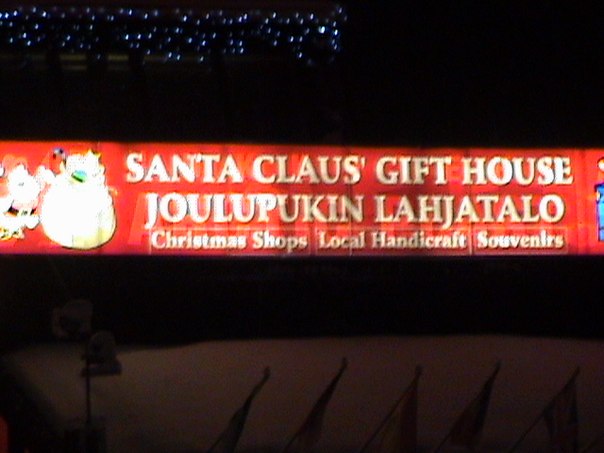 SANTA CLAUS' GIFT HOUSE
JOULUPUKIN LAHJATALO
Christmas Shops Local Handicraft Souvenirs